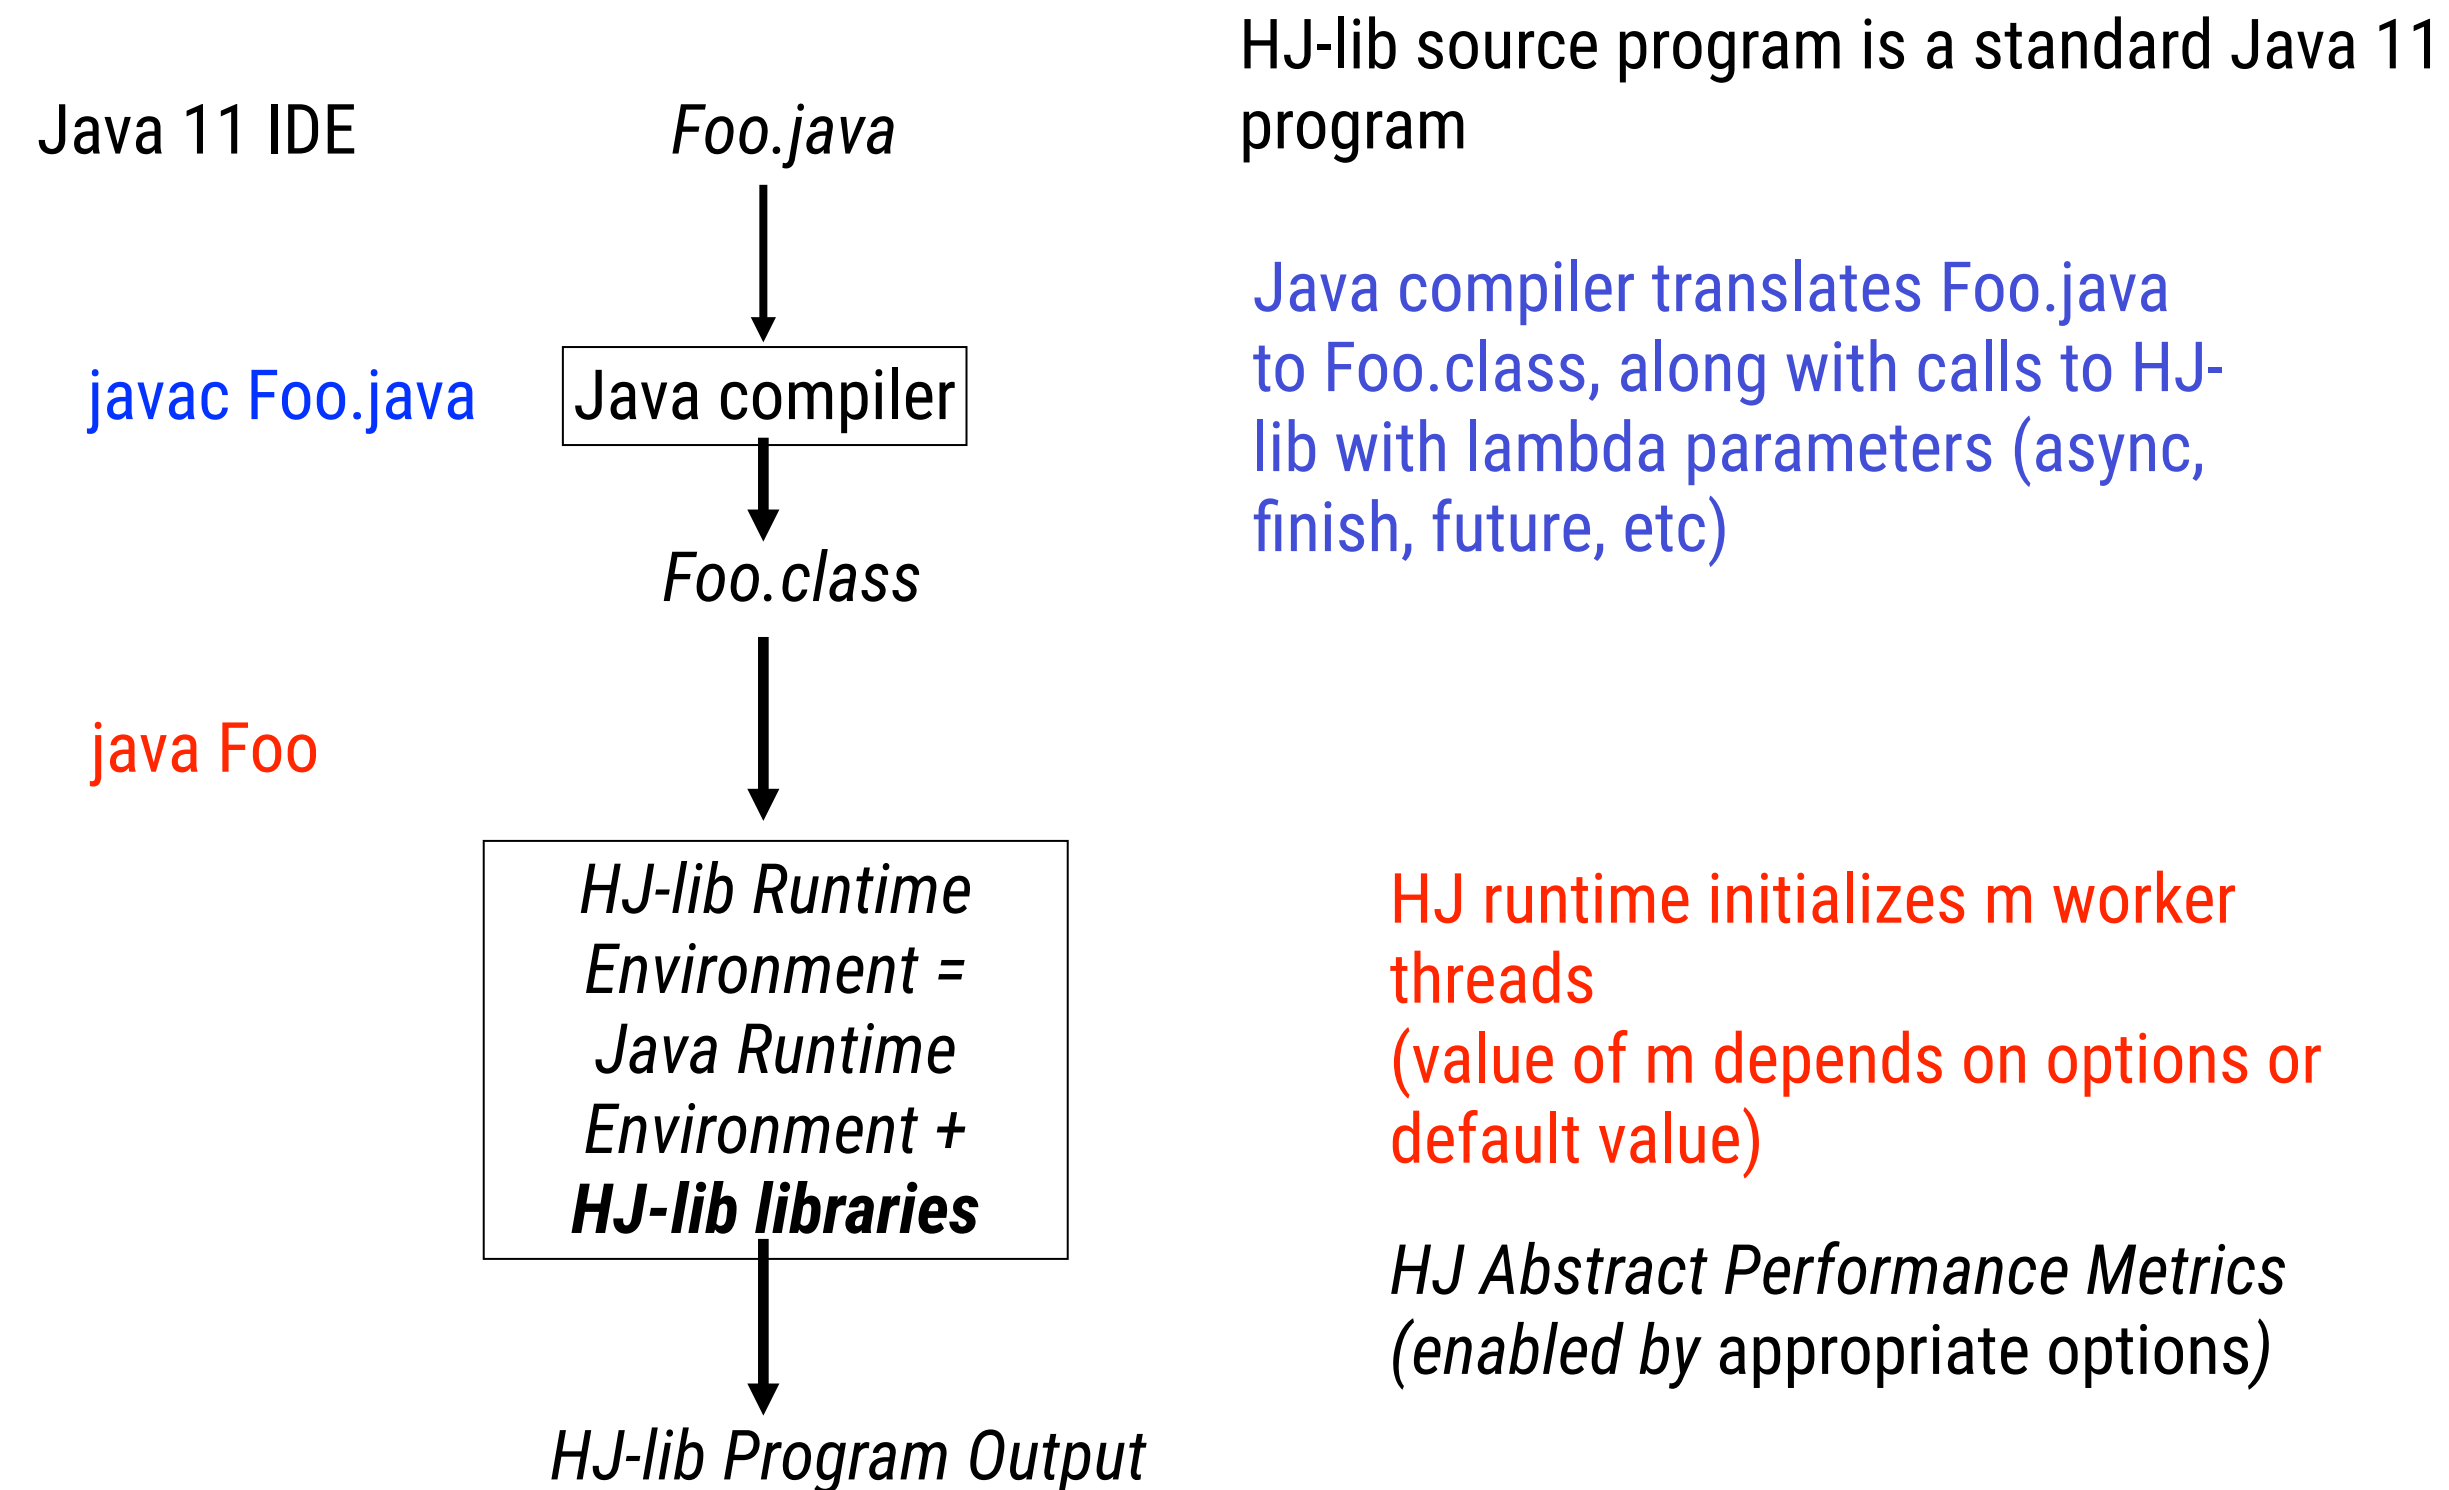 HJ-lib source program is a standard Java 11
program
Java 11 IDE
Foo.java
Java compiler translates Foo.java
to Foo.class, along with calls to HJ-
lib with lambda parameters (async,
finish, future, etc)
javac Foo.java
Java compiler
Foo.class
java Foo
HJ-lib Runtime
Environment =
Java Runtime
Environment +
HJ-lib libraries
HJ runtime initializes m worker
threads
(value of m depends on options or
default value)
HJ Abstract Performance Metrics
(enabled by appropriate options)
HJ-lib Program Output